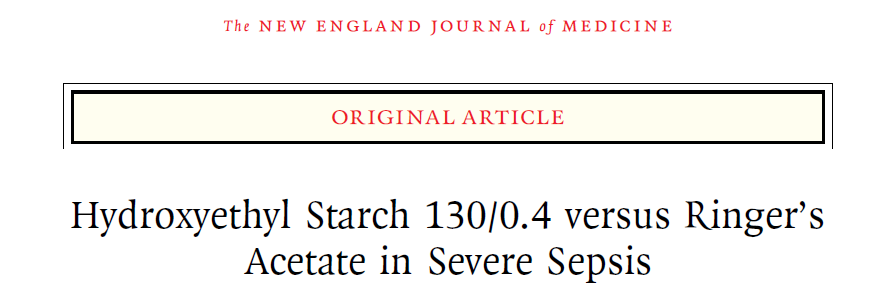 The NEW ENGLAND JOURNAL of MEDICINE
ORIGINAL ARTICLE
Hydroxyethyl Starch 130/0.4 versus Ringer’s
Acetate in Severe Sepsis